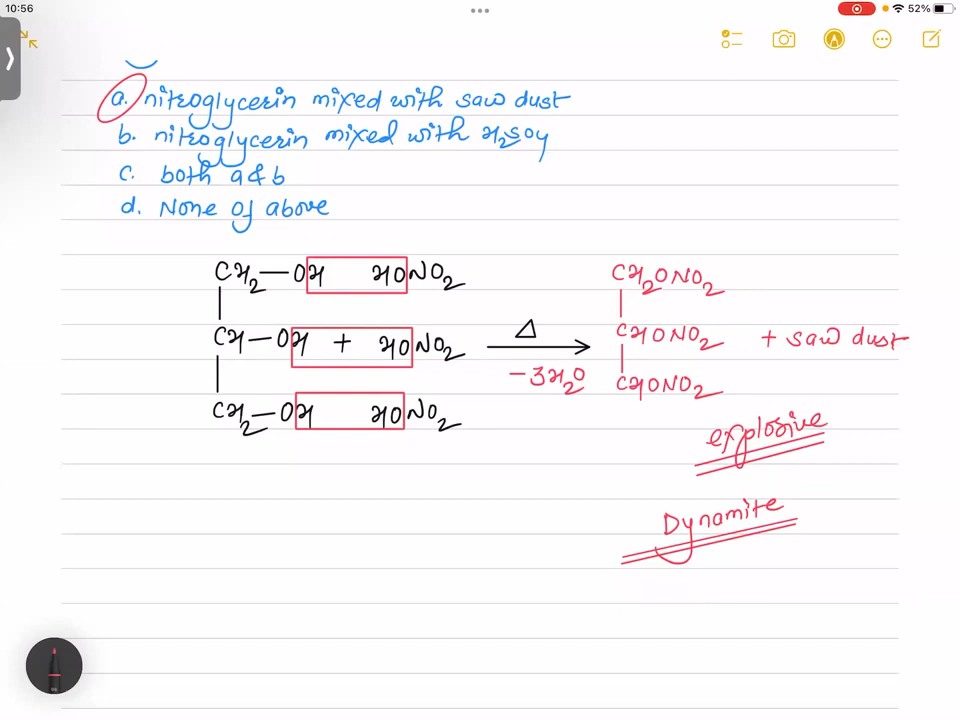 10:56
52%
a. nitroglycerin mixed with saw dust
b. nitroglycerin mixed with H2SO4
c. both a & b
d. None of above
CH2—OH HONO2
CH—OH + HONO2
CH2—OH HONO2
Δ
-3H2O
CH2ONO2
CHONO2 + saw dust
CHONO2
explosive
Dynamite